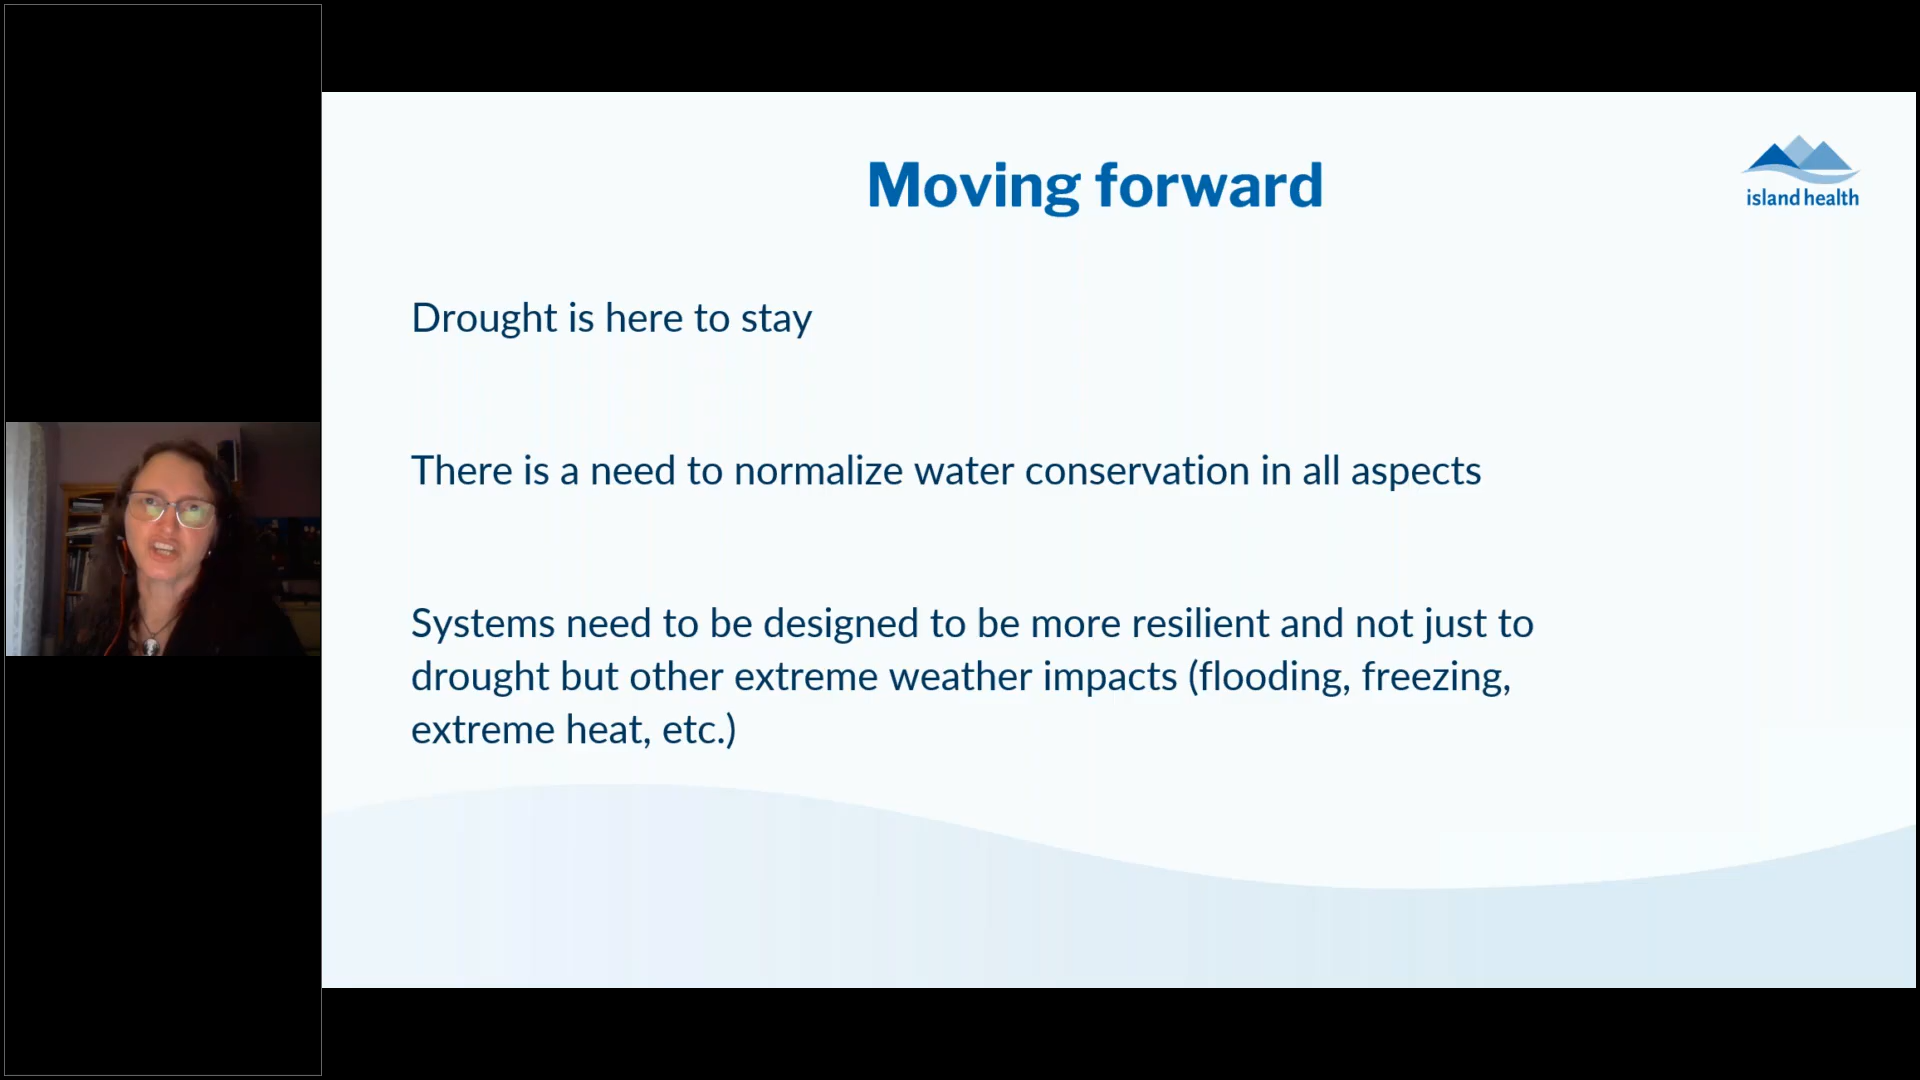 Moving forward
island health
Drought is here to stay
There is a need to normalize water conservation in all aspects
Systems need to be designed to be more resilient and not just to
drought but other extreme weather impacts (flooding, freezing,
extreme heat, etc.)